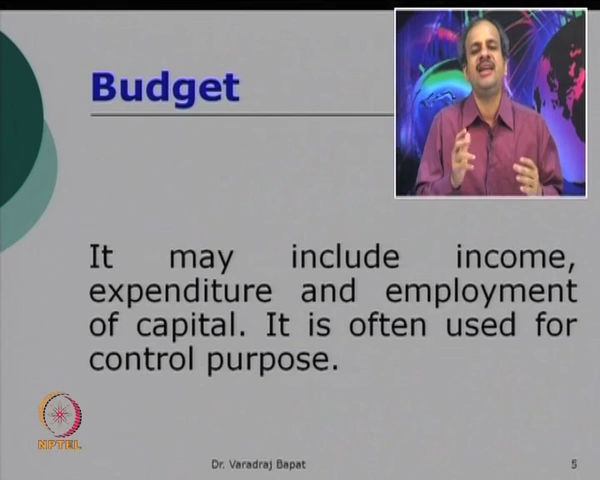 Budget
It may include income,
expenditure and employment
of capital. It is often used for
control purpose.
NPTEL
Dr. Varadraj Bapat
5